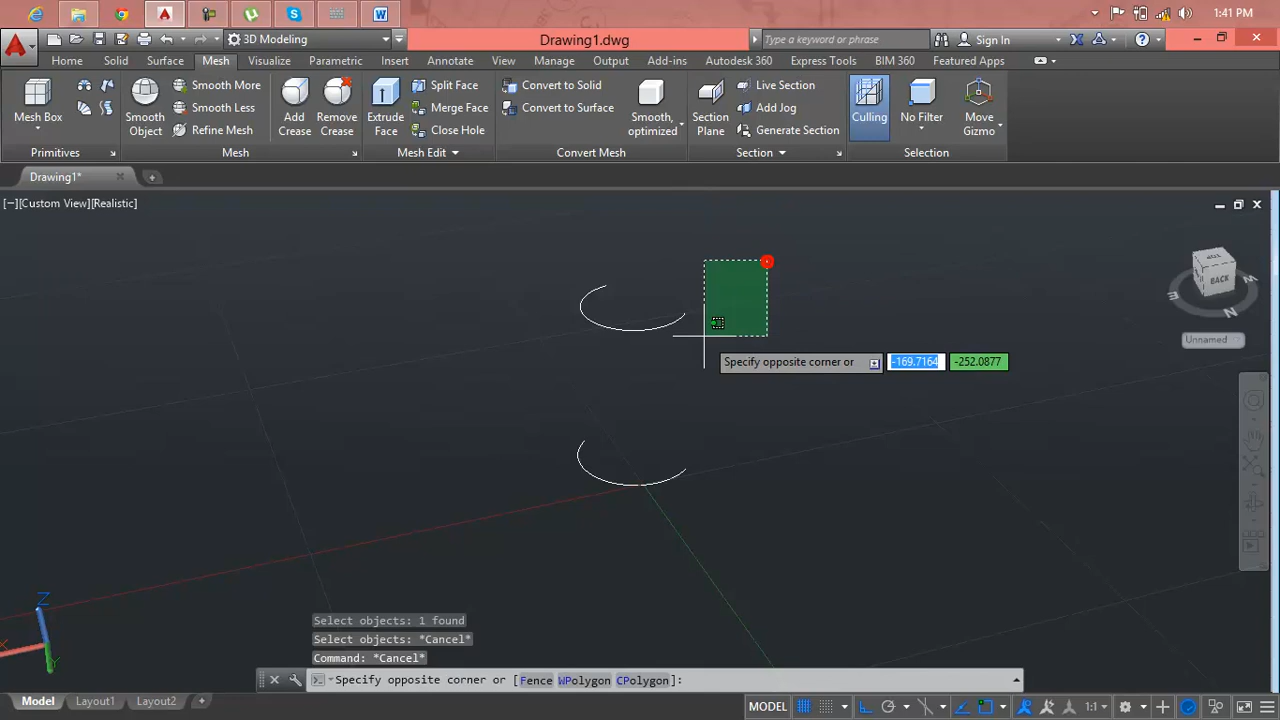 3D Modeling
Drawing1.dwg
Type a keyword or phrase
Sign In
1:41 PM
Home Solid Surface Mesh Visualize Parametric Insert Annotate View Manage Output Add-ins Autodesk 360 Express Tools BIM 360 Featured Apps
Mesh Box
Primitives
Smooth Object
Smooth More
Smooth Less
Refine Mesh
Mesh
Add Crease
Remove Crease
Extrude Face
Split Face
Merge Face
Close Hole
Mesh Edit
Convert to Solid
Convert to Surface
Smooth, optimized
Convert Mesh
Section Plane
Live Section
Add Jog
Generate Section
Section
Culling
No Filter
Move Gizmo
Selection
Drawing1*
[−][Custom View][Realistic]
TOP
BACK
E
N
Unnamed
Specify opposite corner or -169.7164 -252.0877
Z
X
Y
Select objects: 1 found
Select objects: *Cancel*
Command: *Cancel*
Specify opposite corner or [Fence WPolygon CPolygon]:
Model Layout1 Layout2 +
MODEL
1:1